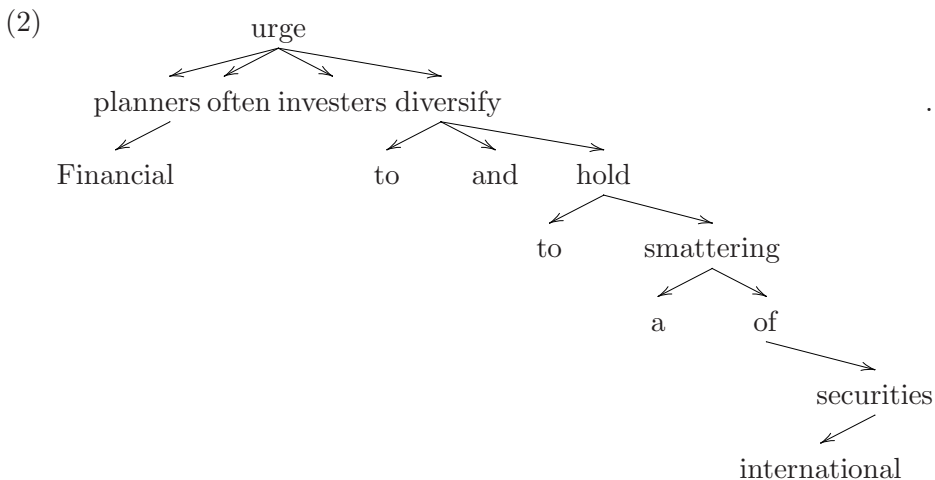 (2)
urge
planners often investers diversify .
Financial to and hold
to smattering
a of
securities
international